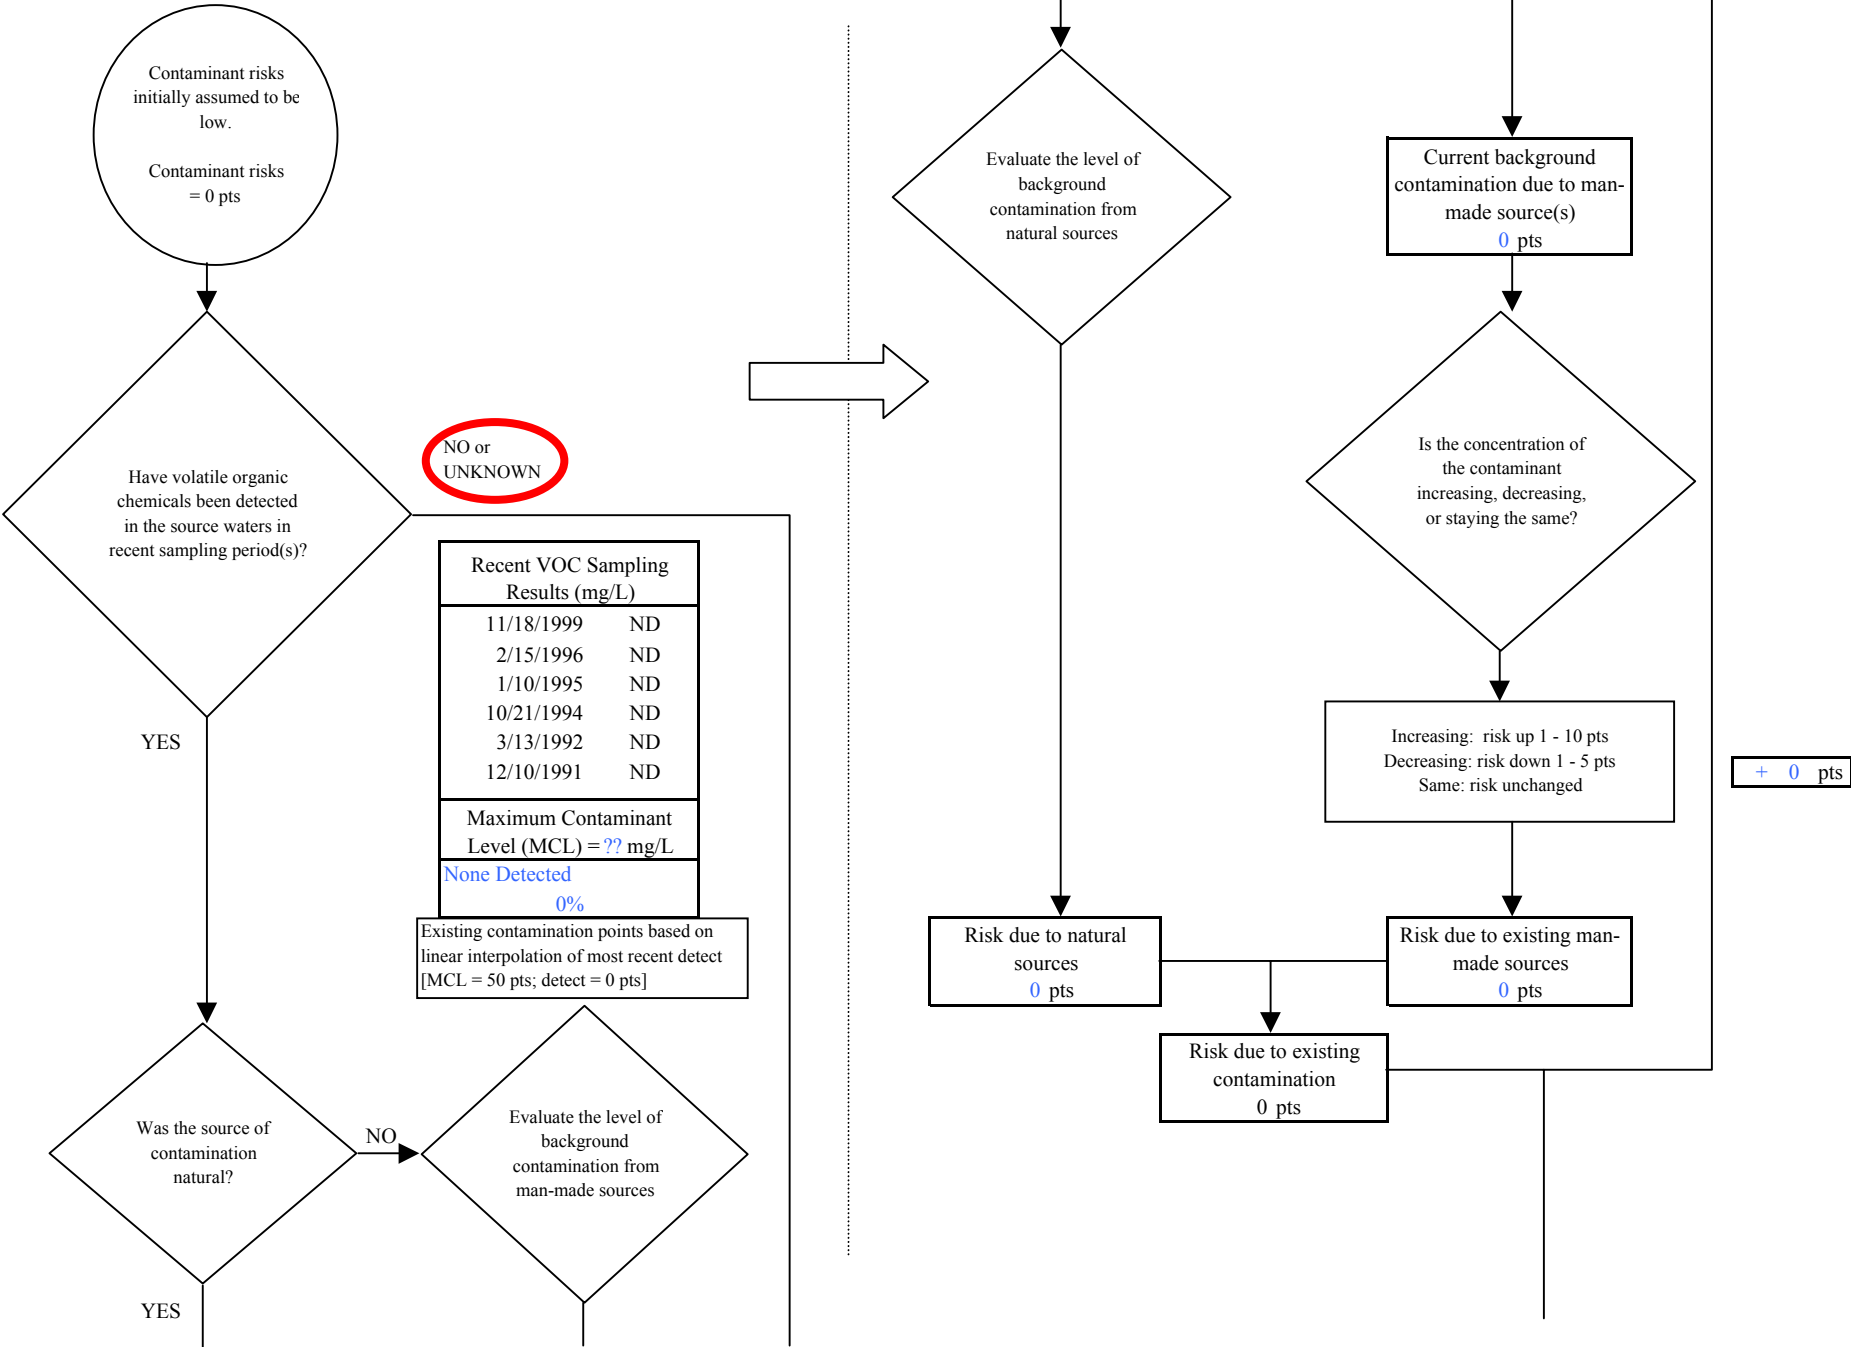 Contaminant risks
initially assumed to be
low.
Contaminant risks
= 0 pts
Have volatile organic
chemicals been detected
in the source waters in
recent sampling period(s)?
NO or
UNKNOWN
YES
Recent VOC Sampling
Results (mg/L)
11/18/1999 ND
2/15/1996 ND
1/10/1995 ND
10/21/1994 ND
3/13/1992 ND
12/10/1991 ND
Maximum Contaminant
Level (MCL) = ?? mg/L
None Detected
0%
Existing contamination points based on
linear interpolation of most recent detect
[MCL = 50 pts; detect = 0 pts]
Was the source of
contamination
natural?
NO
YES
Evaluate the level of
background
contamination from
man-made sources
Evaluate the level of
background
contamination from
natural sources
Current background
contamination due to man-
made source(s)
0 pts
Is the concentration of
the contaminant
increasing, decreasing,
or staying the same?
Increasing: risk up 1 - 10 pts
Decreasing: risk down 1 - 5 pts
Same: risk unchanged
+ 0 pts
Risk due to natural
sources
0 pts
Risk due to existing man-
made sources
0 pts
Risk due to existing
contamination
0 pts